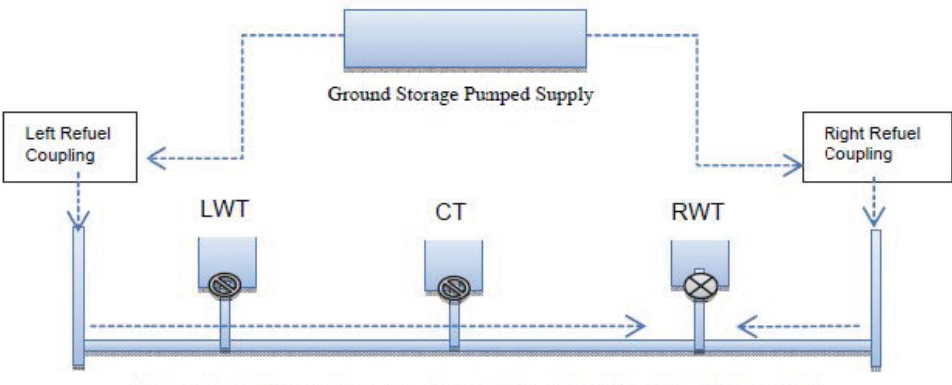 Ground Storage Pumped Supply
Left Refuel
Coupling
Right Refuel
Coupling
LWT
CT
RWT